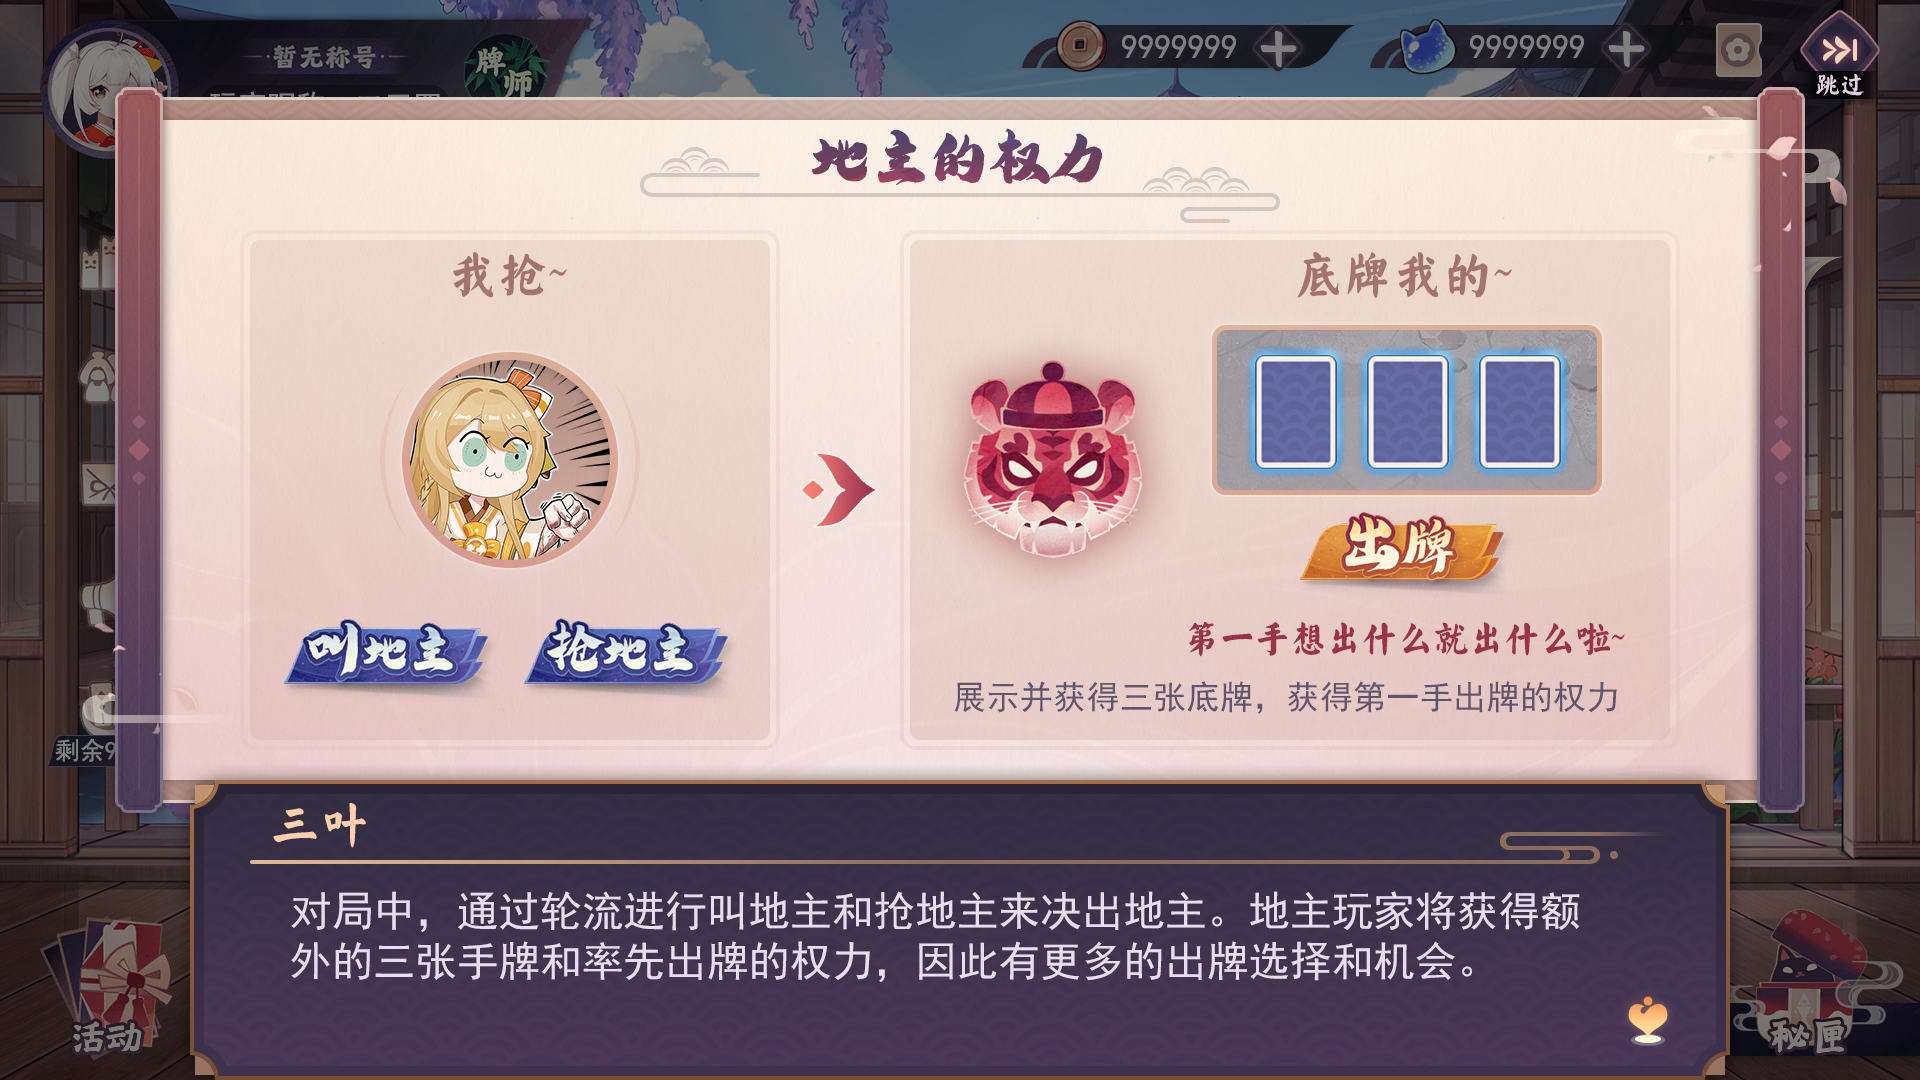 暂无称号
牌师
9999999
9999999
跳过
地主的权力
我抢~
底牌我的~
叫地主
抢地主
出牌
第一手想出什么就出什么啦~
展示并获得三张底牌，获得第一手出牌的权力
剩余9
三叶
对局中，通过轮流进行叫地主和抢地主来决出地主。地主玩家将获得额
外的三张手牌和率先出牌的权力，因此有更多的出牌选择和机会。
活动
秘匣